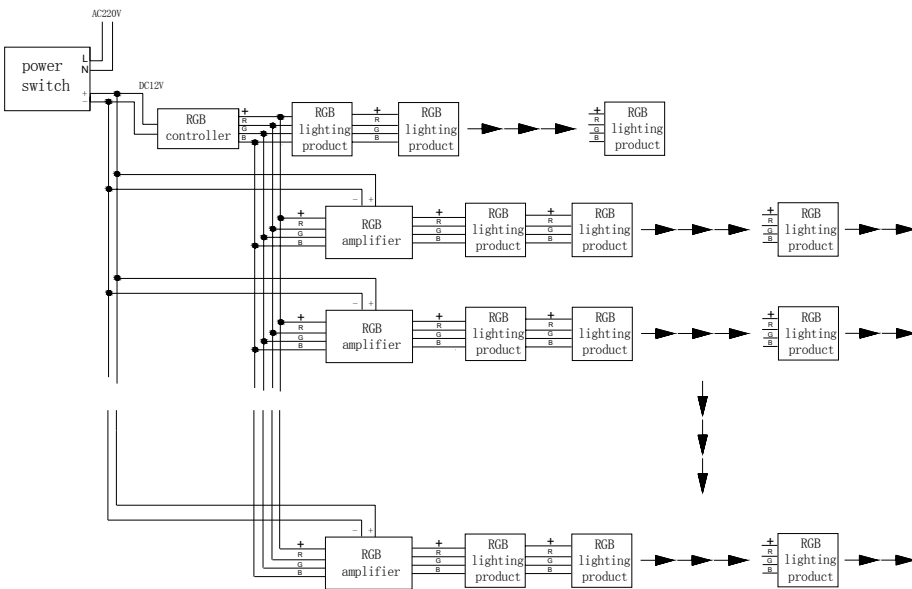 AC220V
L
N
power
switch
+
−
DC12V
RGB
controller
+
R
G
B
RGB
lighting
product
+
R
G
B
RGB
lighting
product
+
R
G
B
RGB
lighting
product
− +
+
R
G
B
RGB
amplifier
+
R
G
B
RGB
lighting
product
+
R
G
B
RGB
lighting
product
+
R
G
B
RGB
lighting
product
− +
+
R
G
B
RGB
amplifier
+
R
G
B
RGB
lighting
product
+
R
G
B
RGB
lighting
product
+
R
G
B
RGB
lighting
product
− +
+
R
G
B
RGB
amplifier
+
R
G
B
RGB
lighting
product
+
R
G
B
RGB
lighting
product
+
R
G
B
RGB
lighting
product